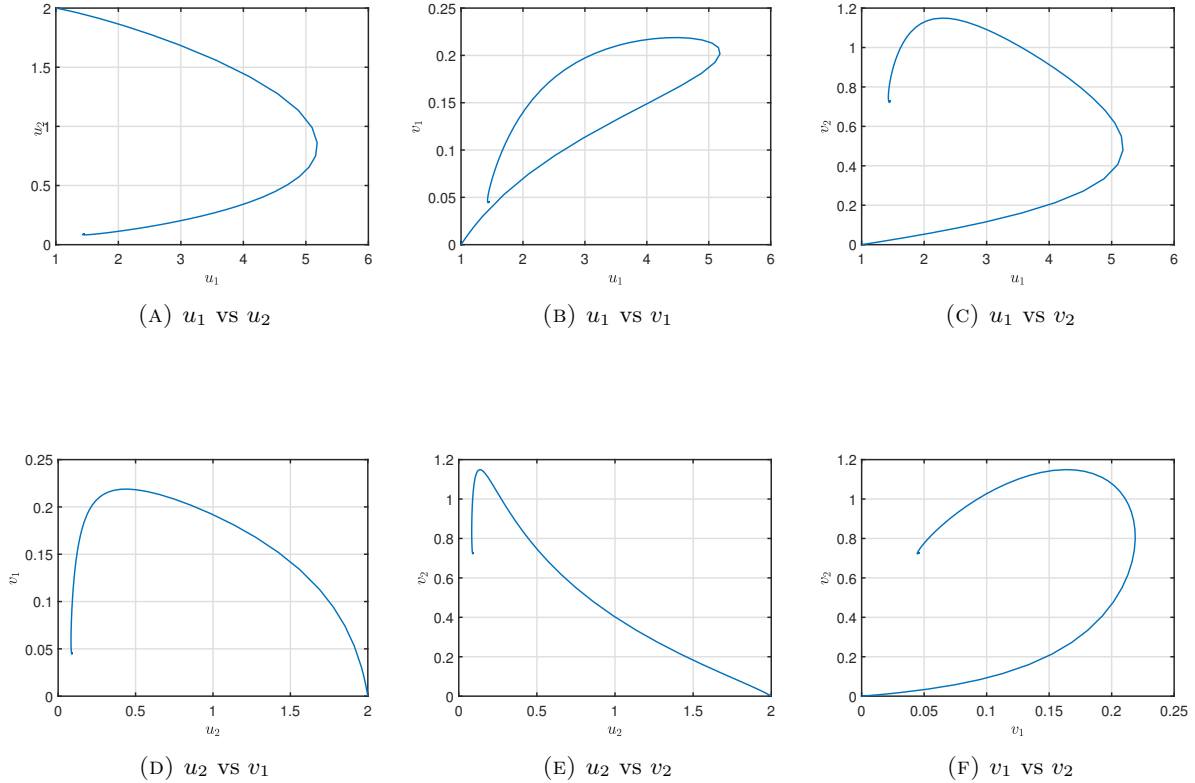 2
1.5
1
0.5
0
u₂
1 2 3 4 5 6
u₁
(A) u₁ vs u₂
0.25
0.2
0.15
0.1
0.05
0
v₁
1 2 3 4 5 6
u₁
(B) u₁ vs v₁
1.2
1
0.8
0.6
0.4
0.2
0
v₂
1 2 3 4 5 6
u₁
(C) u₁ vs v₂
0.25
0.2
0.15
0.1
0.05
0
v₁
0 0.5 1 1.5 2
u₂
(D) u₂ vs v₁
1.2
1
0.8
0.6
0.4
0.2
0
v₂
0 0.5 1 1.5 2
u₂
(E) u₂ vs v₂
1.2
1
0.8
0.6
0.4
0.2
0
v₂
0 0.05 0.1 0.15 0.2 0.25
v₁
(F) v₁ vs v₂